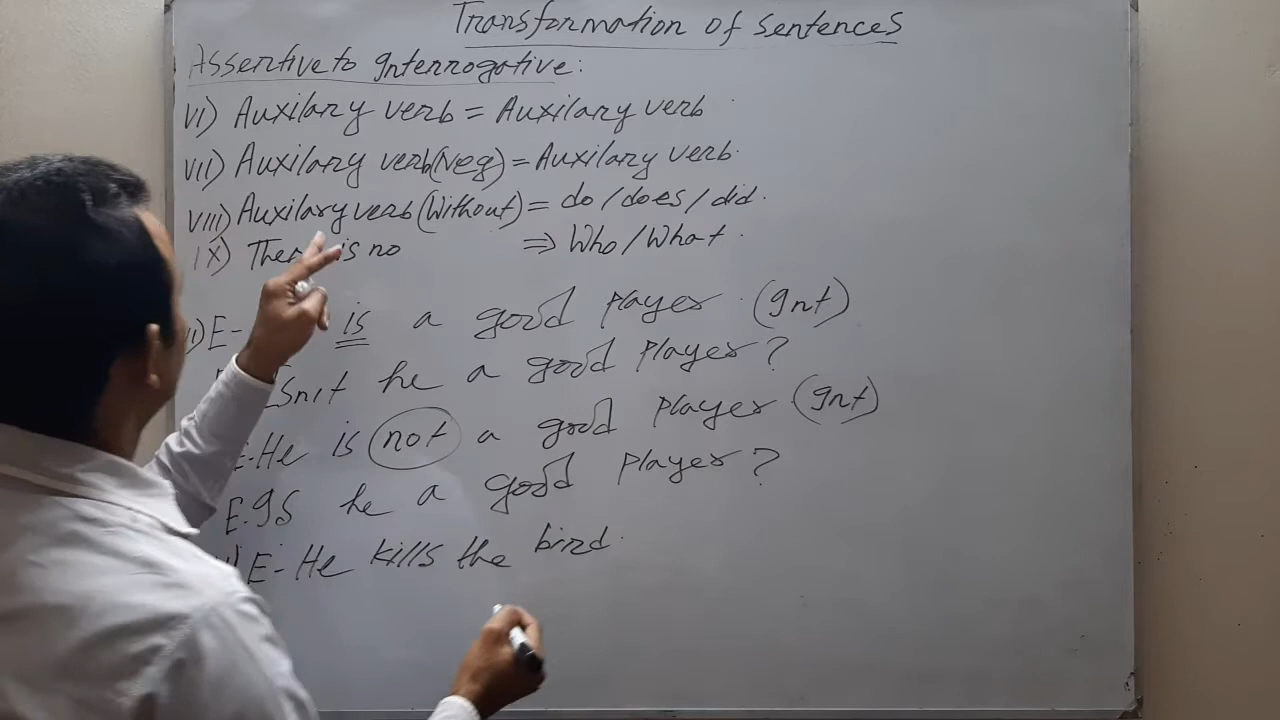 Transformation of Sentences
Assertive to Interrogative:
VI) Auxilary verb = Auxilary verb
VII) Auxilary verb(Neg) = Auxilary verb.
VIII) Auxilary verb (Without) = do/does/did.
IX) There is no => Who/What.
E- is a good Player. (Int)
Isn't he a good Player?
E-He is not a good Player (Int)
E.Is he a good Player?
E- He kills the bird.